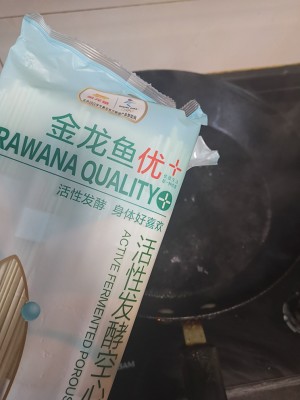 金龙鱼优+
RAWANA QUALITY+
活性发酵 身体好喜欢
活性发酵空心
ACTIVE FERMENTED POROUS